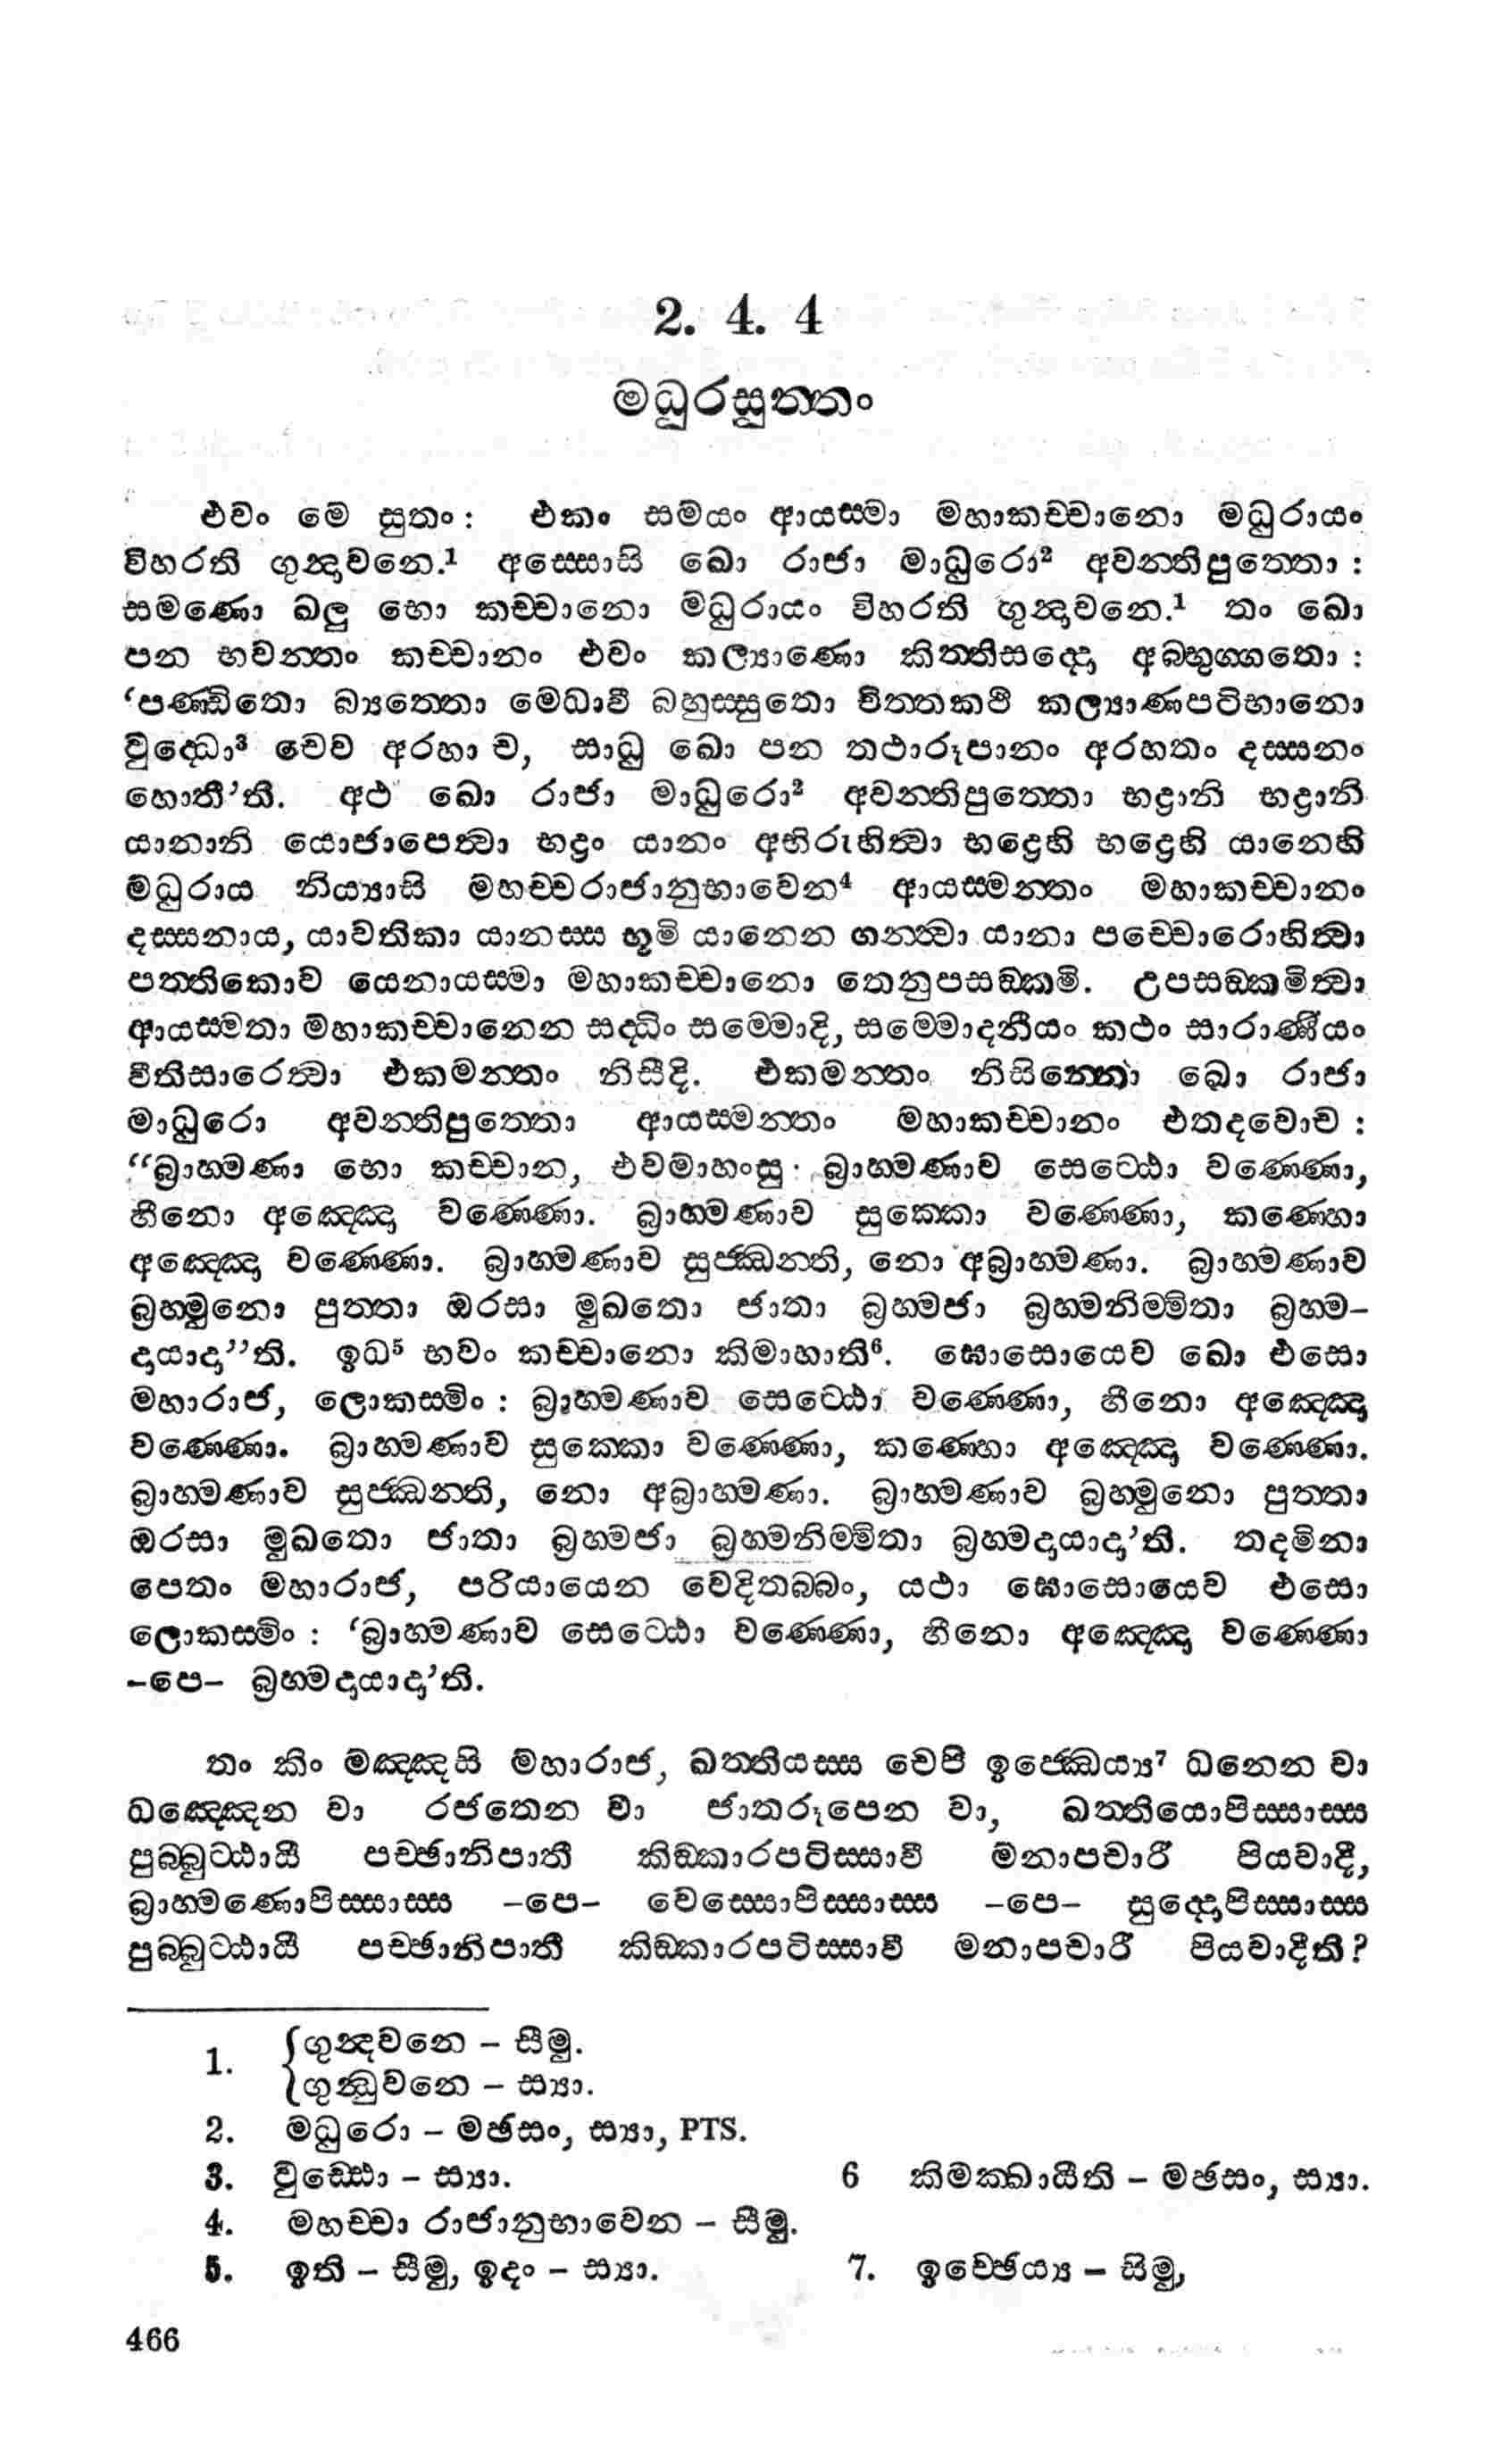 2. 4. 4
මධුරසුත්තං
එවං මෙ සුතං: එකං සමයං ආයස්මා මහාකච්චානො මධුරායං
විහරති ගුන්දාවනෙ.¹ අස්සොසි ඛො රාජා මාධුරො² අවන්තිපුත්තො :
සමණො ඛලු භො කච්චානො මධුරායං විහරති ගුන්දාවනෙ.¹ තං ඛො
පන භවන්තං කච්චානං එවං කල්‍යාණො කිත්තිසද්දො අබ්භුග්ගතො :
‘පණ්ඩිතො බ්‍යත්තො මෙධාවී බහුස්සුතො චිත්තකථී කල්‍යාණපටිභානො
වුද්ධො³ චෙව අරහා ච, සාධු ඛො පන තථාරූපානං අරහතං දස්සනං
හොතී’ති. අථ ඛො රාජා මාධුරො² අවන්තිපුත්තො භද්‍රානි භද්‍රානි
යානානි යොජාපෙත්වා භද්‍රං යානං අභිරුහිත්වා භද්‍රෙහි භද්‍රෙහි යානෙහි
මධුරාය නිය්‍යාසි මහච්චරාජානුභාවෙන⁴ ආයස්මන්තං මහාකච්චානං
දස්සනාය, යාවතිකා යානස්ස භූමි යානෙන ගන්ත්වා යානා පච්චොරොහිත්වා
පත්තිකොව යෙනායස්මා මහාකච්චානො තෙනුපසඞ්කමි. උපසඞ්කමිත්වා
ආයස්මතා මහාකච්චානෙන සද්ධිං සම්මොදි, සම්මොදනීයං කථං සාරාණීයං
වීතිසාරෙත්වා එකමන්තං නිසීදි. එකමන්තං නිසින්නො ඛො රාජා
මාධුරො අවන්තිපුත්තො ආයස්මන්තං මහාකච්චානං එතදවොච :
“බ්‍රාහ්මණා භො කච්චාන, එවමාහංසු : බ්‍රාහ්මණාව සෙට්ඨො වණ්ණො,
හීනො අඤ්ඤො වණ්ණො. බ්‍රාහ්මණාව සුක්කො වණ්ණො, කණ්හො
අඤ්ඤො වණ්ණො. බ්‍රාහ්මණාව සුජ්ඣන්ති, නො අබ්‍රාහ්මණා. බ්‍රාහ්මණාව
බ්‍රහ්මුනො පුත්තා ඔරසා මුඛතො ජාතා බ්‍රහ්මජා බ්‍රහ්මනිම්මිතා බ්‍රහ්ම-
දායාදා”ති. ඉධ⁵ භවං කච්චානො කිමාහාති⁶. ඝොසොයෙව ඛො එසො
මහාරාජ, ලොකස්මිං : බ්‍රාහ්මණාව සෙට්ඨො වණ්ණො, හීනො අඤ්ඤො
වණ්ණො. බ්‍රාහ්මණාව සුක්කො වණ්ණො, කණ්හො අඤ්ඤො වණ්ණො.
බ්‍රාහ්මණාව සුජ්ඣන්ති, නො අබ්‍රාහ්මණා. බ්‍රාහ්මණාව බ්‍රහ්මුනො පුත්තා
ඔරසා මුඛතො ජාතා බ්‍රහ්මජා බ්‍රහ්මනිම්මිතා බ්‍රහ්මදායාදා’ති. තදමිනා
පෙතං මහාරාජ, පරියායෙන වෙදිතබ්බං, යථා ඝොසොයෙව එසො
ලොකස්මිං : ‘බ්‍රාහ්මණාව සෙට්ඨො වණ්ණො, හීනො අඤ්ඤො වණ්ණො
-පෙ- බ්‍රහ්මදායාදා’ති.
තං කිං මඤ්ඤසි මහාරාජ, ඛත්තියස්ස චෙපි ඉජ්ඣෙය්‍ය⁷ ධනෙන වා
ධඤ්ඤෙන වා රජතෙන වා ජාතරූපෙන වා, ඛත්තියොපිස්සාස්ස
පුබ්බුට්ඨායී පච්ඡානිපාතී කිඞ්කාරපටිස්සාවී මනාපචාරී පියවාදී,
බ්‍රාහ්මණොපිස්සාස්ස -පෙ- වෙස්සොපිස්සාස්ස -පෙ- සුද්දොපිස්සාස්ස
පුබ්බුට්ඨායී පච්ඡානිපාතී කිඞ්කාරපටිස්සාවී මනාපචාරී පියවාදීති?
1. {ගුන්දවනෙ - සීමු.
{ගුන්ධුවනෙ - ස්‍යා.
2. මධුරො - මඡසං, ස්‍යා, PTS.
3. වුඩ්ඪො - ස්‍යා. 6 කිමක්ඛායීති - මඡසං, ස්‍යා.
4. මහච්චා රාජානුභාවෙන - සීමු.
5. ඉති - සීමු, ඉදං - ස්‍යා. 7. ඉච්ඡෙය්‍ය - සිමු,
466